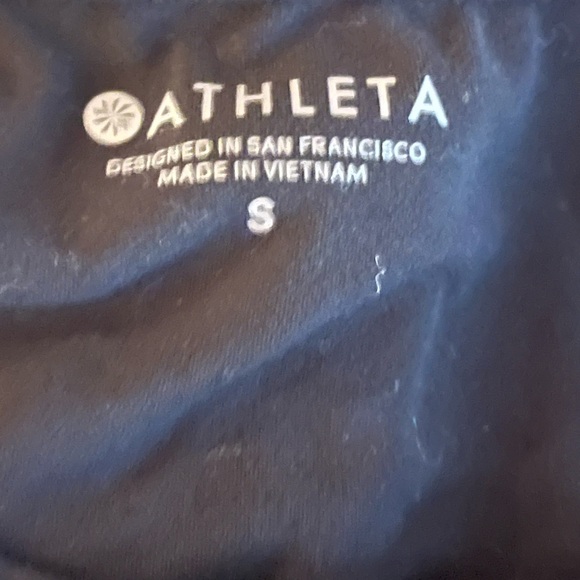 ATHLETA
DESIGNED IN SAN FRANCISCO
MADE IN VIETNAM
S